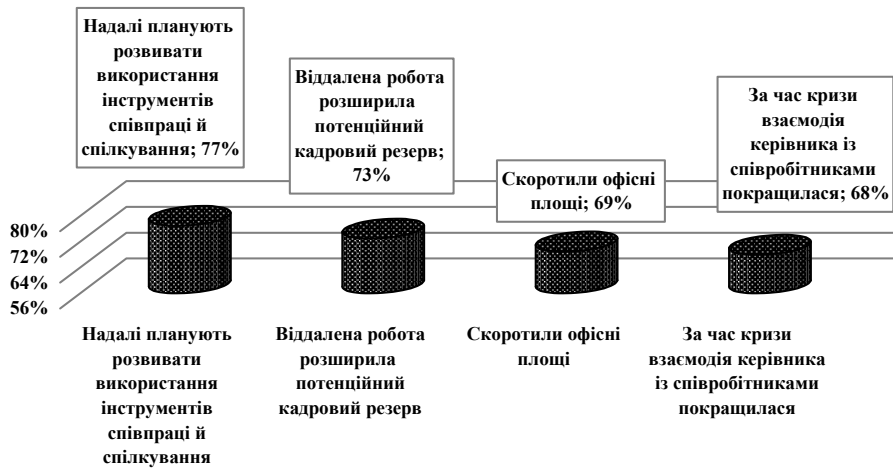 Надалі планують
розвивати
використання
інструментів
співпраці й
спілкування; 77%
Віддалена робота
розширила
потенційний
кадровий резерв;
73%
Скоротили офісні
площі; 69%
За час кризи
взаємодія
керівника із
співробітниками
покращилася; 68%
80%
72%
64%
56%
Надалі планують
розвивати
використання
інструментів
співпраці й
спілкування
Віддалена робота
розширила
потенційний
кадровий резерв
Скоротили офісні
площі
За час кризи
взаємодія керівника
із співробітниками
покращилася